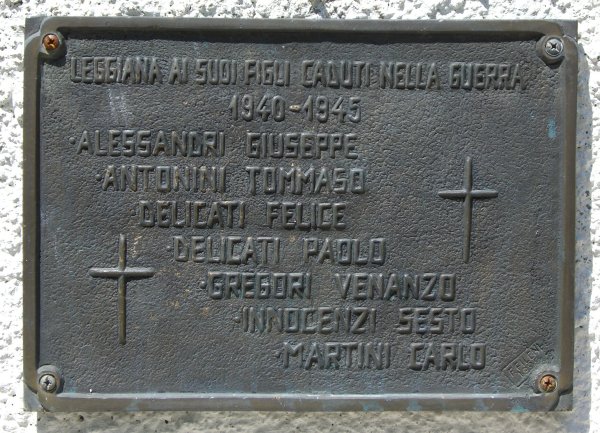 LEGGIANA AI SUOI FIGLI CADUTI NELLA GUERRA
1940-1945
·ALESSANDRI GIUSEPPE
·ANTONINI TOMMASO
·DELICATI FELICE
·DELICATI PAOLO
·GREGORI VENANZO
·INNOCENZI SESTO
·MARTINI CARLO